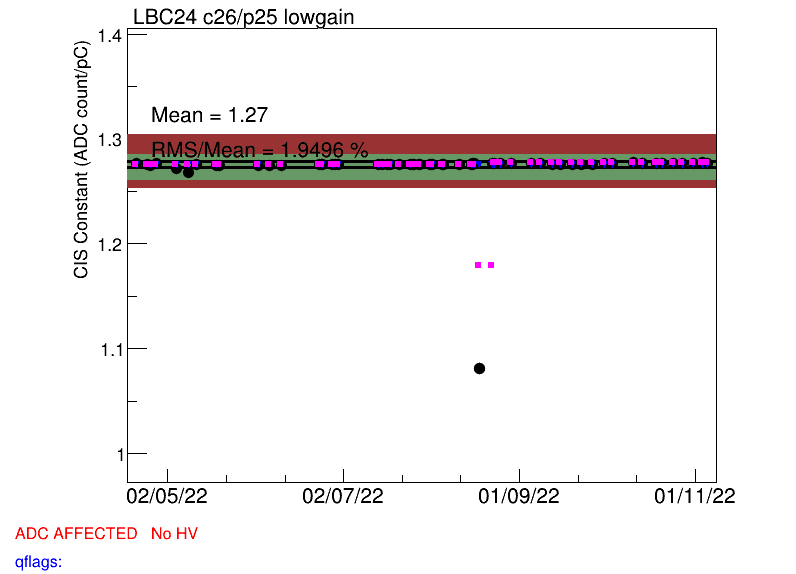 LBC24 c26/p25 lowgain
CIS Constant (ADC count/pC)
1.4
Mean = 1.27
1.3
RMS/Mean = 1.9496 %
1.2
1.1
1
02/05/22 02/07/22 01/09/22 01/11/22
ADC AFFECTED No HV
qflags: